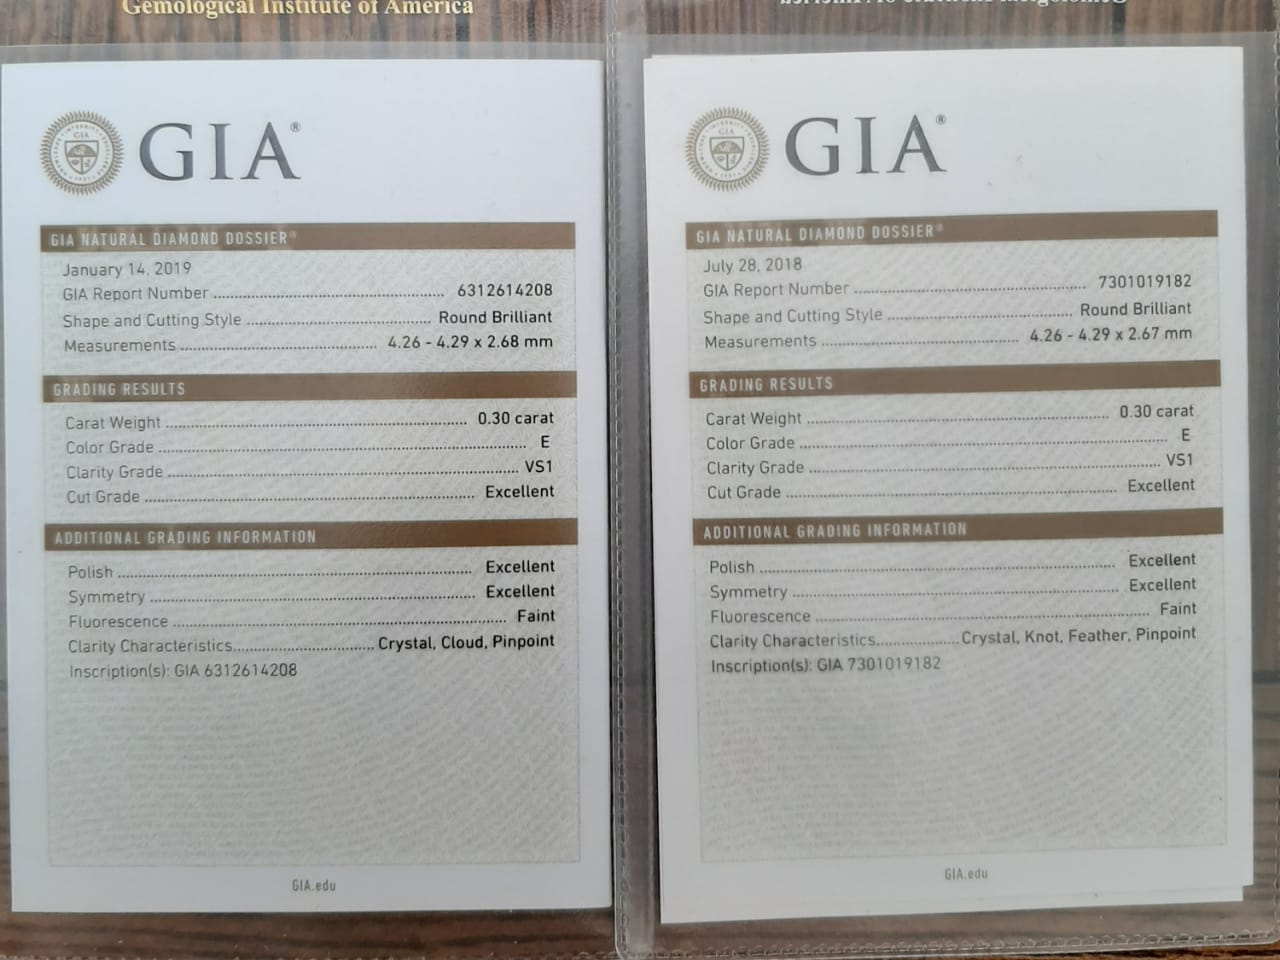 Gemological Institute of America
GIA®
GIA NATURAL DIAMOND DOSSIER®
January 14, 2019
GIA Report Number ........ 6312614208
Shape and Cutting Style ........ Round Brilliant
Measurements ........ 4.26 - 4.29 x 2.68 mm
GRADING RESULTS
Carat Weight ........ 0.30 carat
Color Grade ........ E
Clarity Grade ........ VS1
Cut Grade ........ Excellent
ADDITIONAL GRADING INFORMATION
Polish ........ Excellent
Symmetry ........ Excellent
Fluorescence ........ Faint
Clarity Characteristics ........ Crystal, Cloud, Pinpoint
Inscription(s): GIA 6312614208
GIA.edu
GIA®
GIA NATURAL DIAMOND DOSSIER®
July 28, 2018
GIA Report Number ........ 7301019182
Shape and Cutting Style ........ Round Brilliant
Measurements ........ 4.26 - 4.29 x 2.67 mm
GRADING RESULTS
Carat Weight ........ 0.30 carat
Color Grade ........ E
Clarity Grade ........ VS1
Cut Grade ........ Excellent
ADDITIONAL GRADING INFORMATION
Polish ........ Excellent
Symmetry ........ Excellent
Fluorescence ........ Faint
Clarity Characteristics ........ Crystal, Knot, Feather, Pinpoint
Inscription(s): GIA 7301019182
GIA.edu